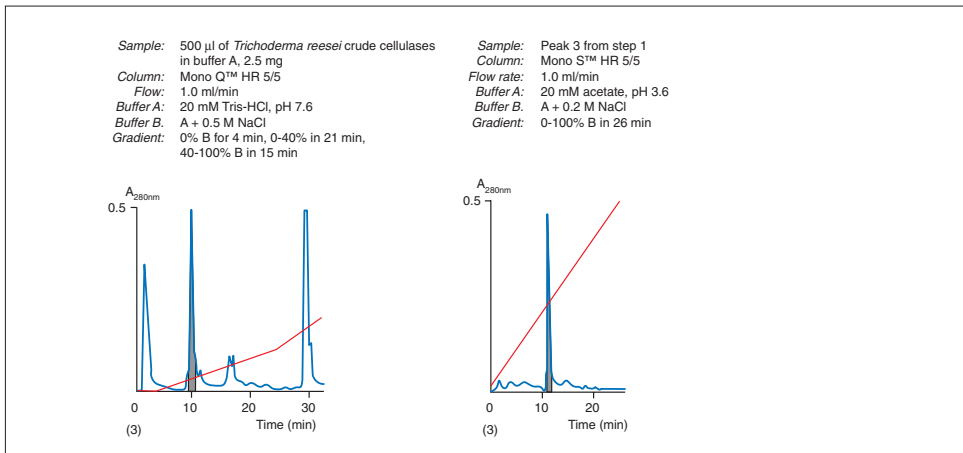 Sample: 500 µl of Trichoderma reesei crude cellulases
in buffer A, 2.5 mg
Column: Mono Q™ HR 5/5
Flow: 1.0 ml/min
Buffer A: 20 mM Tris-HCl, pH 7.6
Buffer B. A + 0.5 M NaCl
Gradient: 0% B for 4 min, 0-40% in 21 min,
40-100% B in 15 min
A280nm
0.5
0 10 20 30
(3) Time (min)
Sample: Peak 3 from step 1
Column: Mono S™ HR 5/5
Flow rate: 1.0 ml/min
Buffer A: 20 mM acetate, pH 3.6
Buffer B. A + 0.2 M NaCl
Gradient: 0-100% B in 26 min
A280nm
0.5
0 10 20
(3) Time (min)